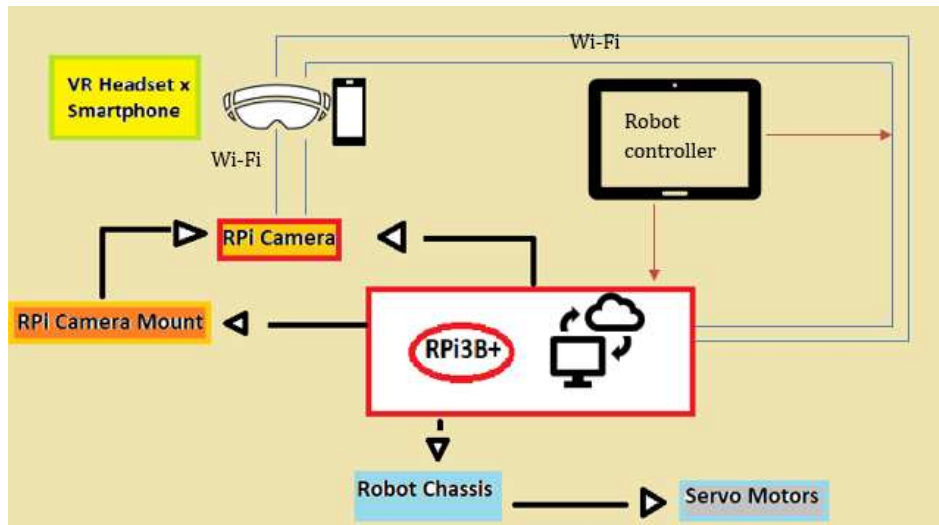 Wi-Fi
VR Headset x
Smartphone
Robot
controller
Wi-Fi
RPi Camera
RPi Camera Mount
RPi3B+
Robot Chassis
Servo Motors